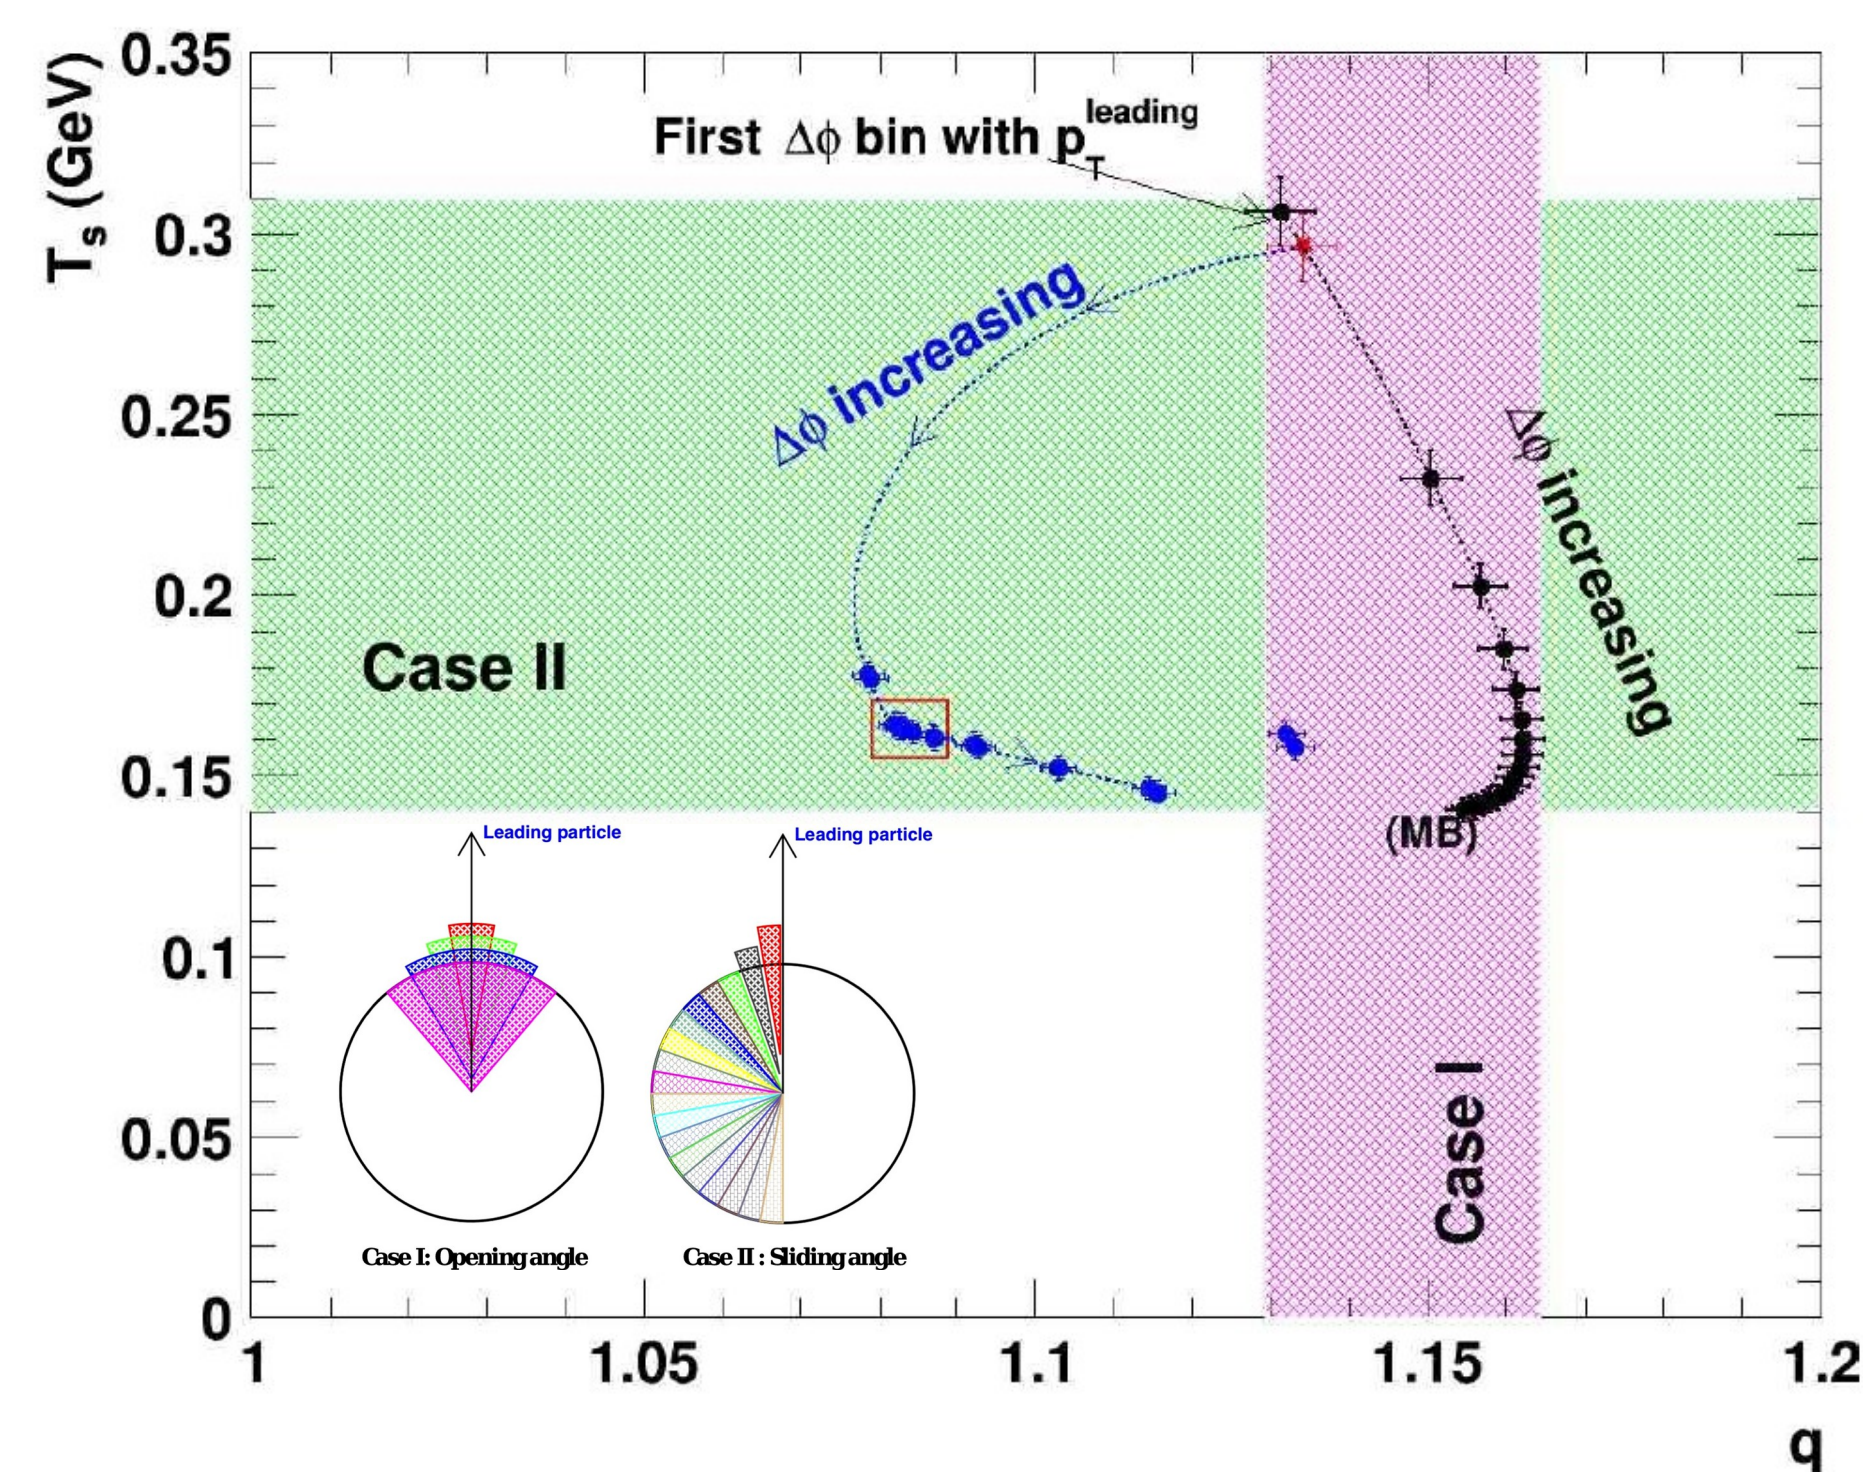 0.35
T_s (GeV)
First Δϕ bin with p_T^leading
0.3
Δϕ increasing
0.25
Δϕ increasing
0.2
Case II
0.15
(MB)
Leading particle
Leading particle
0.1
Case I
0.05
Case I: Opening angle
Case II : Sliding angle
0
1
1.05
1.1
1.15
1.2
q